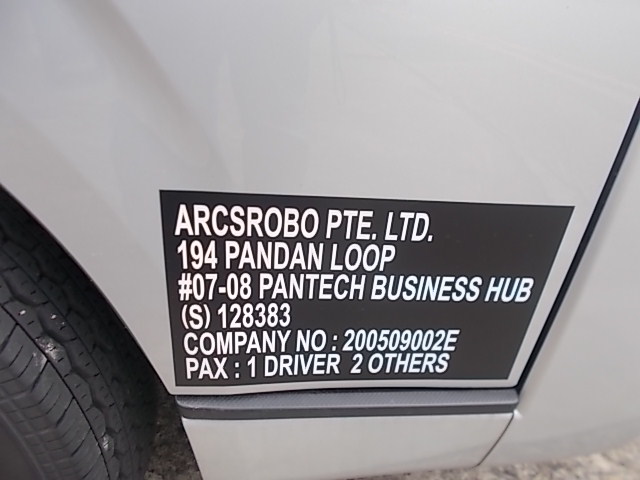 ARCSROBO PTE. LTD.
194 PANDAN LOOP
#07-08 PANTECH BUSINESS HUB
(S) 128383
COMPANY NO : 200509002E
PAX : 1 DRIVER 2 OTHERS